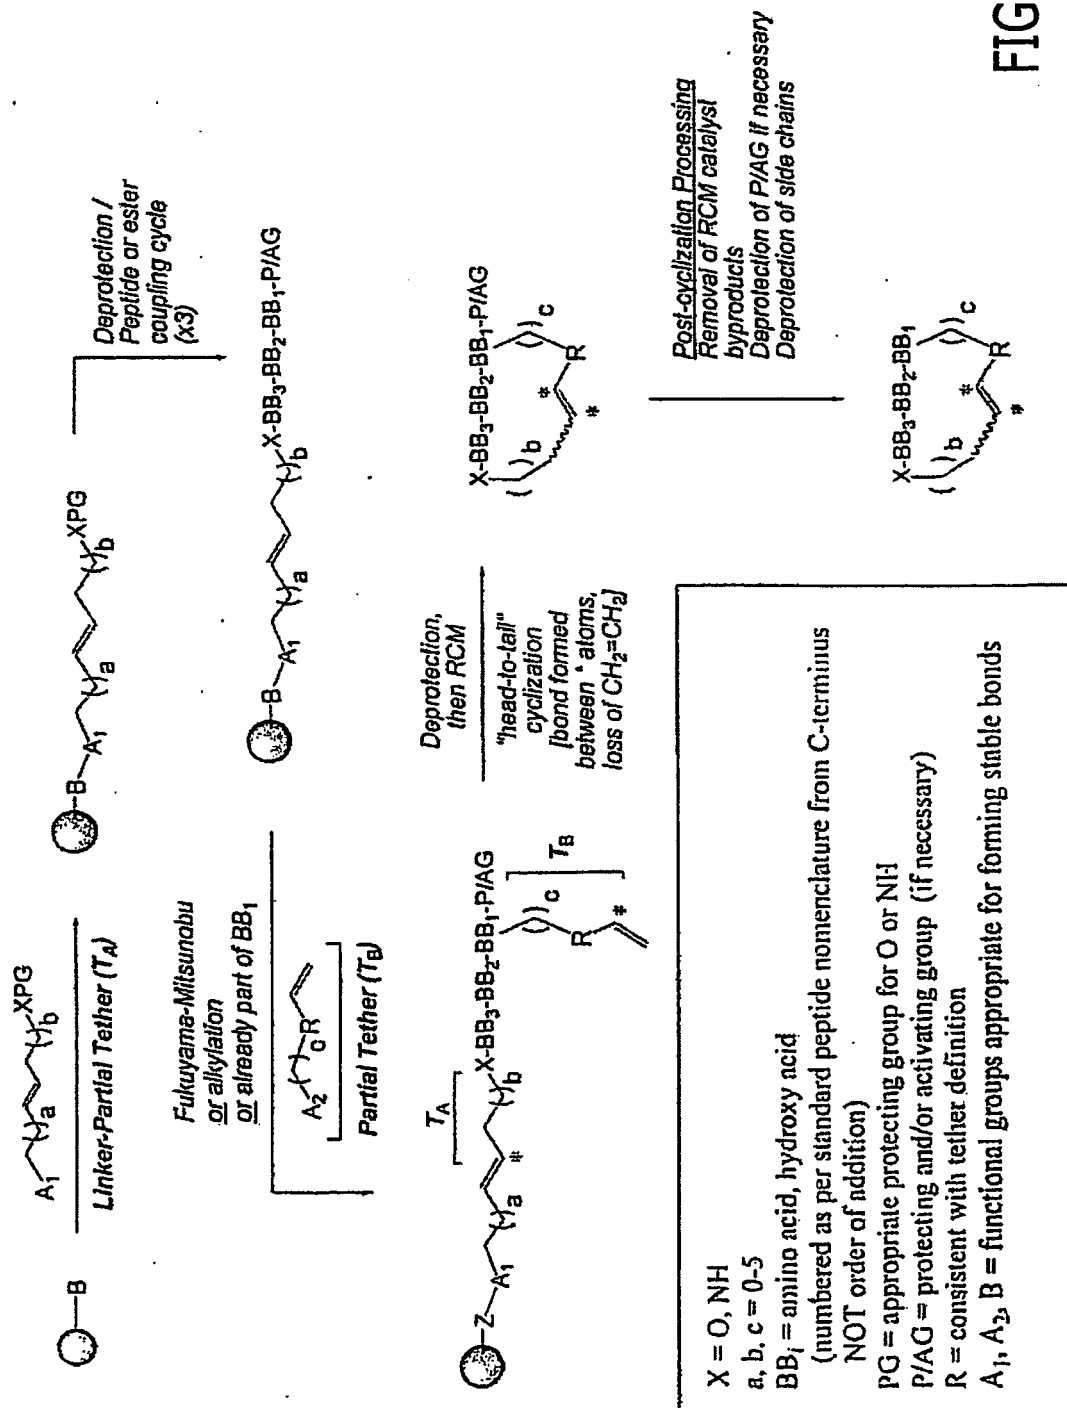 B
A1
( )a
( )b
XPG
Linker-Partial Tether (TA)
B
A1
( )a
( )b
XPG
Deprotection /
Peptide or ester
coupling cycle
(x3)
B
A1
( )a
( )b
X-BB3-BB2-BB1-P/AG
Fukuyama-Mitsunobu
or alkylation
or already part of BB1
A2
( )c
R
Partial Tether (TB)
TA
Z
A1
( )a
*
( )b
X-BB3-BB2-BB1-P/AG
( )c
R
*
TB
Deprotection,
then RCM
"head-to-tail"
cyclization
[bond formed
between * atoms,
loss of CH2=CH2]
X-BB3-BB2-BB1-P/AG
( )b
( )c
R
*
*
Post-cyclization Processing
Removal of RCM catalyst
byproducts
Deprotection of P/AG if necessary
Deprotection of side chains
X-BB3-BB2-BB1
( )b
( )c
R
*
*
X = O, NH
a, b, c = 0-5
BBi = amino acid, hydroxy acid
(numbered as per standard peptide nomenclature from C-terminus
NOT order of addition)
PG = appropriate protecting group for O or NH
P/AG = protecting and/or activating group (if necessary)
R = consistent with tether definition
A1, A2, B = functional groups appropriate for forming stable bonds
FIG